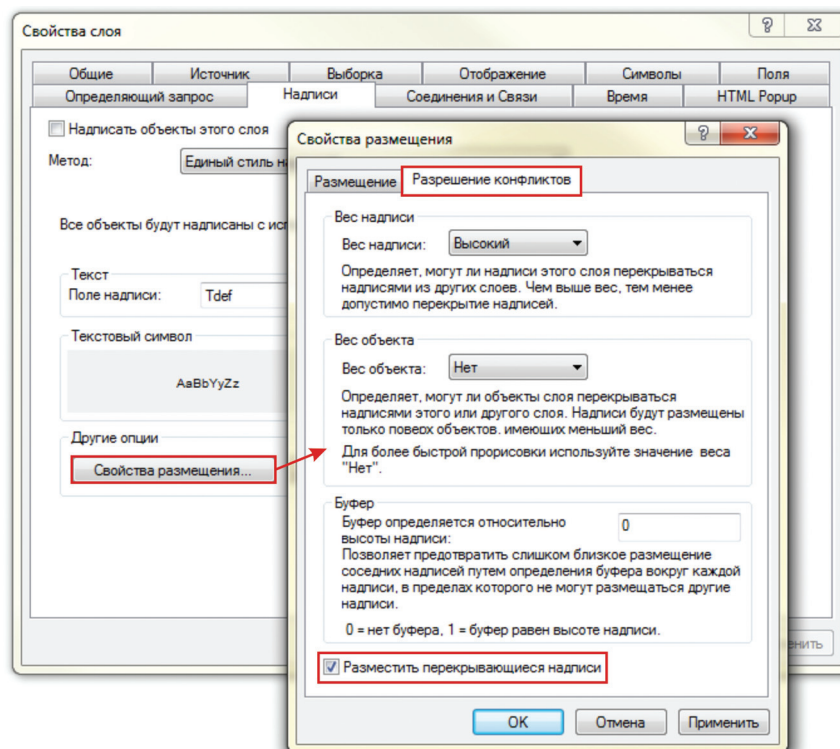 Свойства слоя
Общие Источник Выборка Отображение Символы Поля
Определяющий запрос Надписи Соединения и Связи Время HTML Popup
Надписать объекты этого слоя
Метод: Единый стиль
Все объекты будут надписаны с
Текст
Поле надписи: Tdef
Текстовый символ
AaBbYyZz
Другие опции
Свойства размещения...
Свойства размещения
Размещение Разрешение конфликтов
Вес надписи
Вес надписи: Высокий
Определяет, могут ли надписи этого слоя перекрываться
надписями из других слоев. Чем выше вес, тем менее
допустимо перекрытие надписей.
Вес объекта
Вес объекта: Нет
Определяет, могут ли объекты слоя перекрываться
надписями этого или другого слоя. Надписи будут размещены
только поверх объектов. имеющих меньший вес.
Для более быстрой прорисовки используйте значение веса
"Нет".
Буфер
Буфер определяется относительно
высоты надписи:
0
Позволяет предотвратить слишком близкое размещение
соседних надписей путем определения буфера вокруг каждой
надписи, в пределах которого не могут размещаться другие
надписи.
0 = нет буфера, 1 = буфер равен высоте надписи.
Разместить перекрывающиеся надписи
OK Отмена Применить